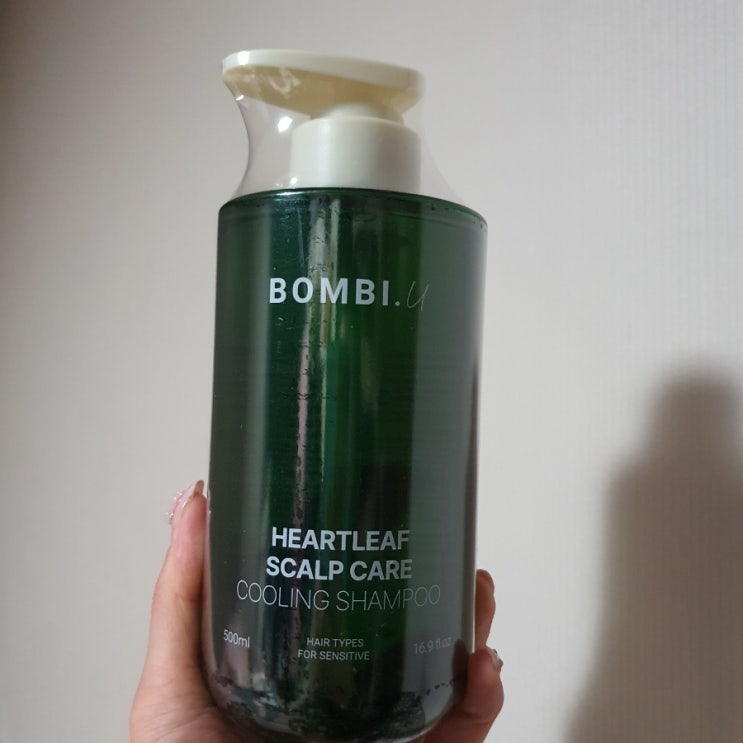 BOMBI.u
HEARTLEAF
SCALP CARE
COOLING SHAMPOO
500ml
HAIR TYPES
FOR SENSITIVE
16.9 fl oz